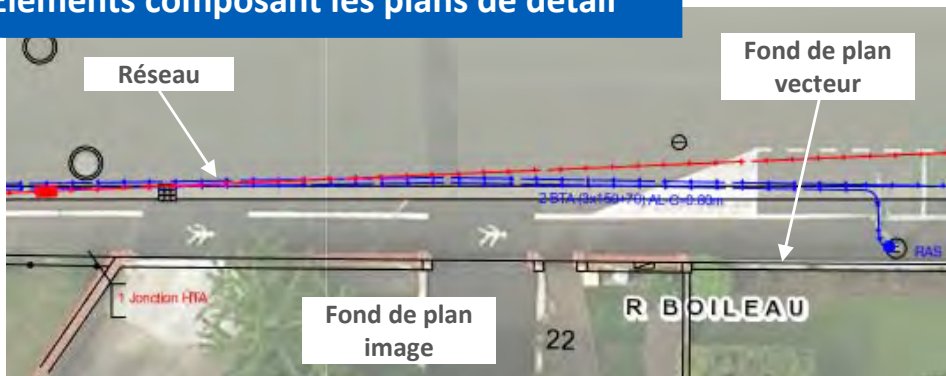 Eléments composant les plans de détail
Réseau
Fond de plan
vecteur
2 BTA (3x150+70) AL-C=0.80m
RAS
1 Jonction HTA
Fond de plan
image
R BOILEAU
22